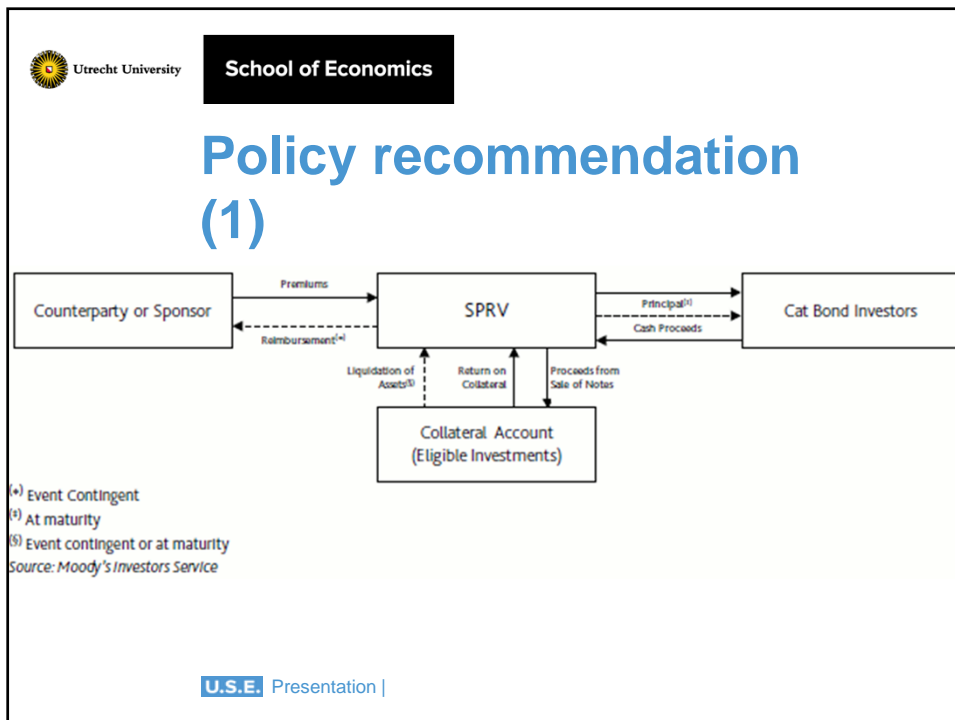 Utrecht University
School of Economics
Policy recommendation
(1)
Counterparty or Sponsor
Premiums
Reimbursement(*)
SPRV
Principal(‡)
Cash Proceeds
Cat Bond Investors
Liquidation of
Assets(§)
Return on
Collateral
Proceeds from
Sale of Notes
Collateral Account
(Eligible Investments)
(*) Event Contingent
(‡) At maturity
(§) Event contingent or at maturity
Source: Moody's Investors Service
U.S.E. Presentation |